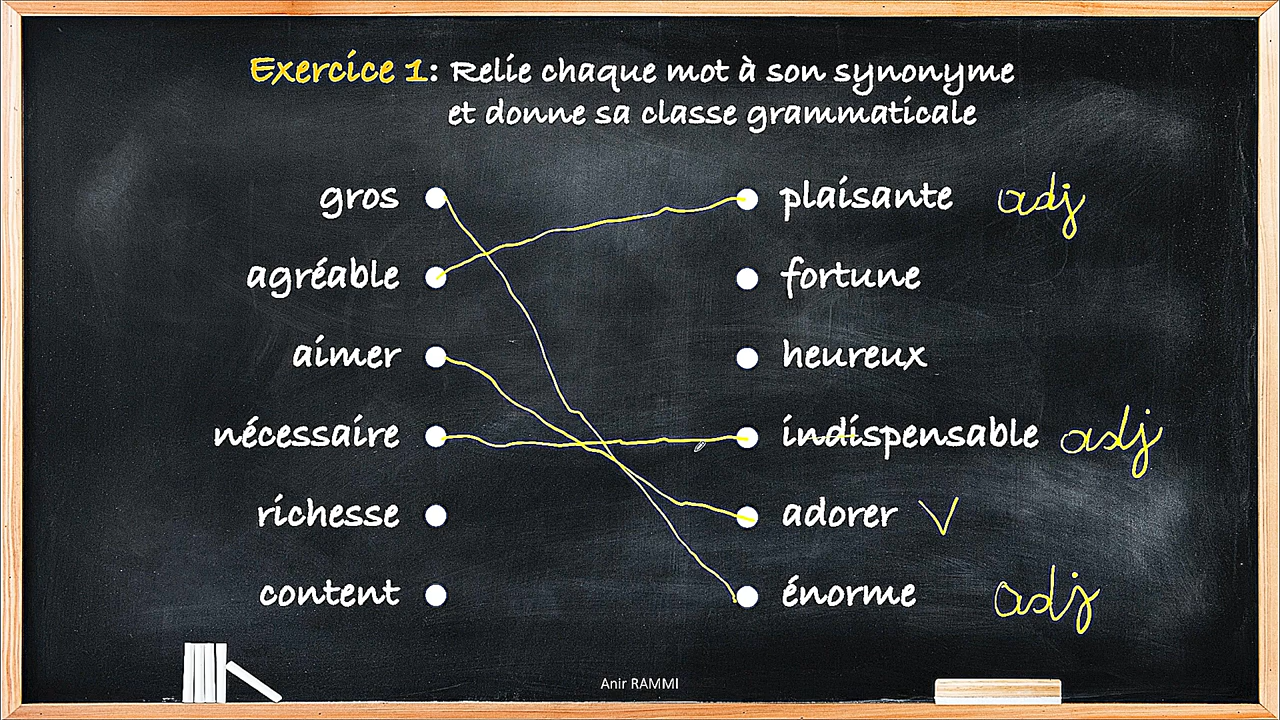 Exercice 1: Relie chaque mot à son synonyme
et donne sa classe grammaticale
gros plaisante adj
agréable fortune
aimer heureux
nécessaire indispensable adj
richesse adorer V
content énorme adj
Anir RAMMI